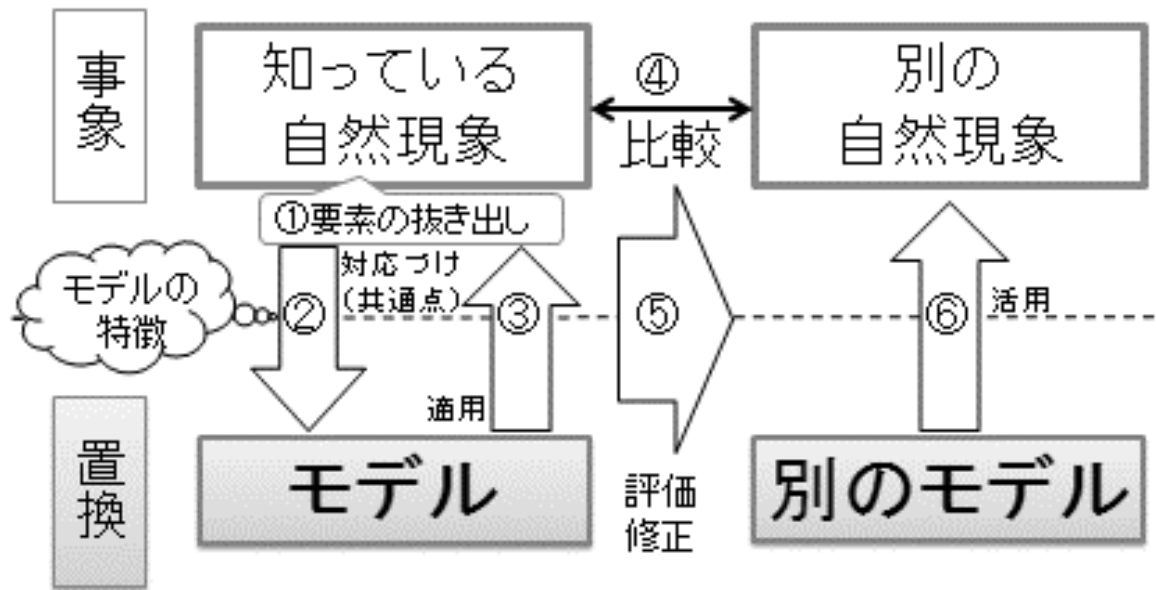 事象
知っている
自然現象
④
比較
別の
自然現象
①要素の抜き出し
モデルの
特徴
②
対応づけ
(共通点)
③
適用
⑤
⑥
活用
置換
モデル
評価
修正
別のモデル